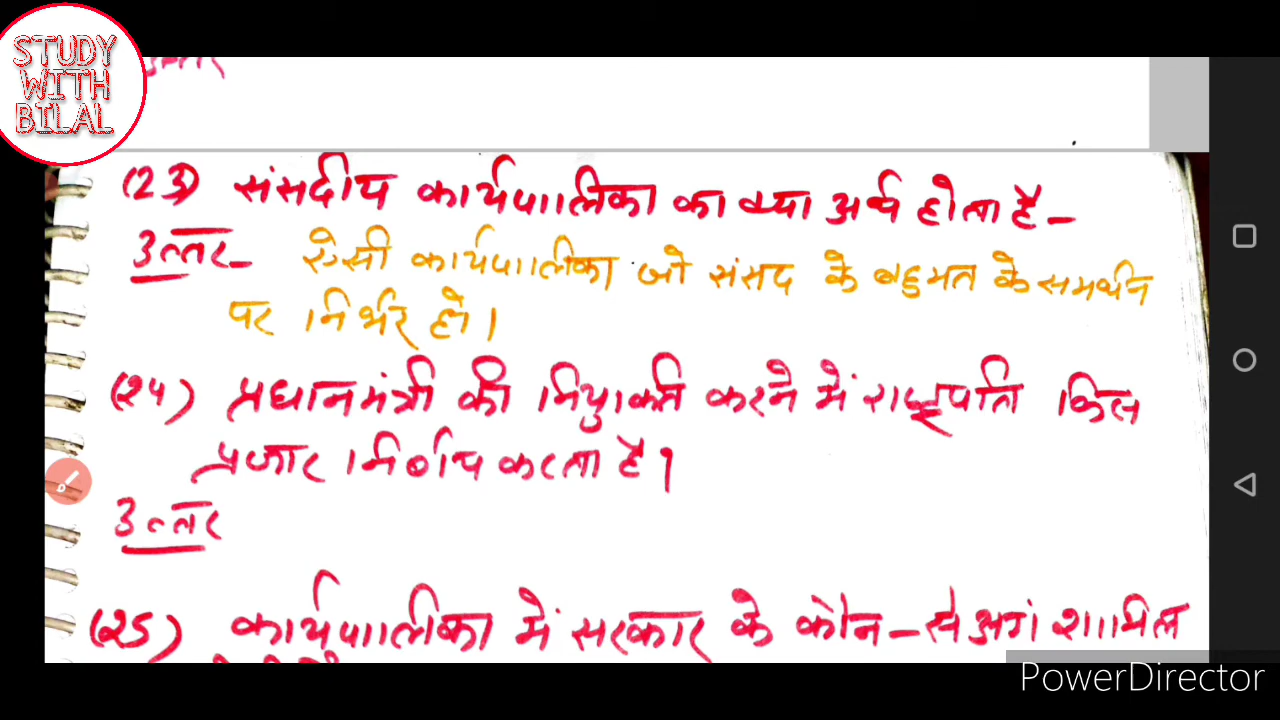 STUDY
WITH
BILAL
(23) संसदीय कार्यपालिका का क्या अर्थ होता है-
उत्तर- ऐसी कार्यपालिका जो संसद के बहुमत के समर्थन
पर निर्भर हो।
(24) प्रधानमंत्री की नियुक्ति करने में राष्ट्रपति किस
प्रकार निर्णय करता है।
उत्तर
(25) कार्यपालिका में सरकार के कौन-से अंग शामिल
PowerDirector